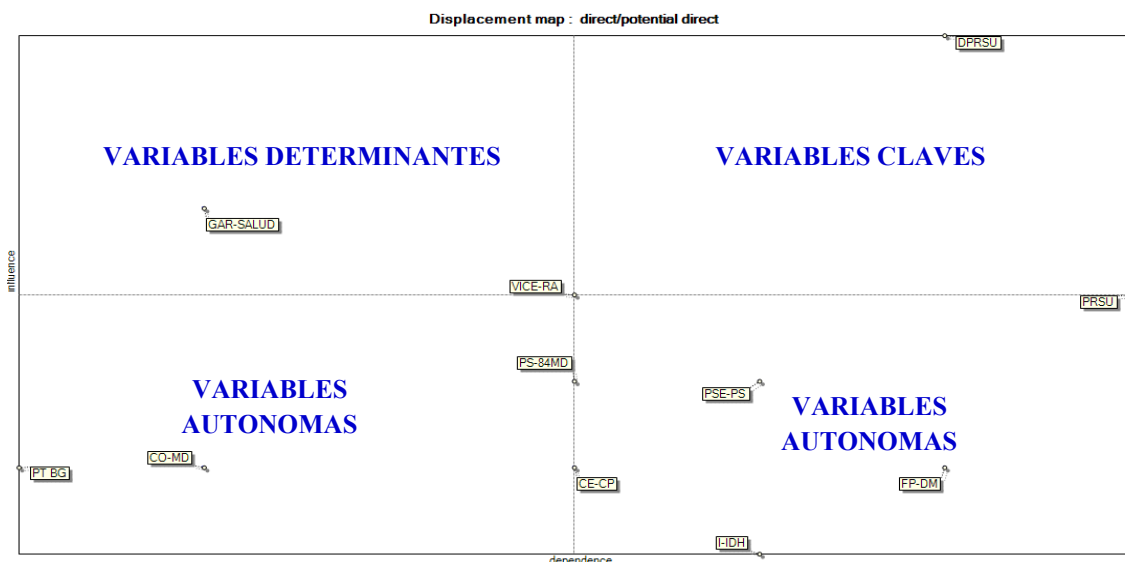 Displacement map : direct/potential direct
DPRSU
VARIABLES DETERMINANTES
VARIABLES CLAVES
GAR-SALUD
influence
VICE-RA
PRSU
PS-84MD
VARIABLES
AUTONOMAS
PSE-PS
VARIABLES
AUTONOMAS
CO-MD
PT BG
CE-CP
FP-DM
I-IDH
dependence